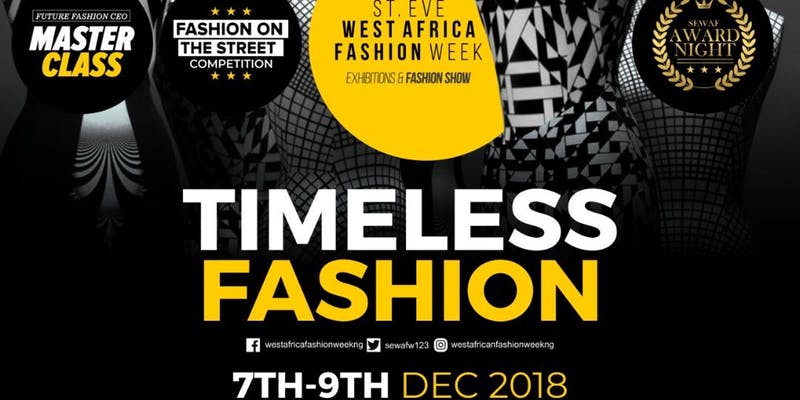 FUTURE FASHION CEO
MASTER
CLASS
FASHION ON
THE STREET
COMPETITION
ST. EVE
WEST AFRICA
FASHION WEEK
EXHIBITIONS & FASHION SHOW
SEWAF
AWARD
NIGHT
TIMELESS
FASHION
westafricafashionweekng sewafw123 westafricanfashionweekng
7TH-9TH DEC 2018